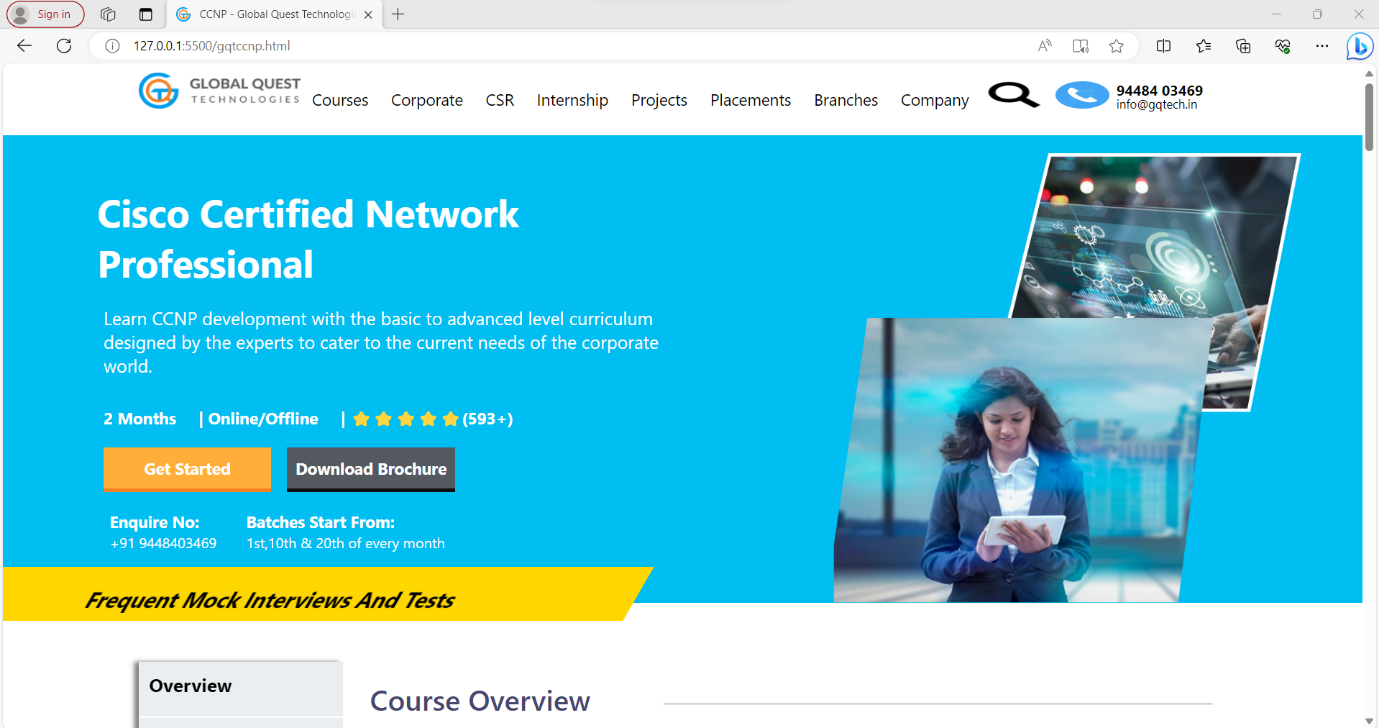 Sign in
CCNP - Global Quest Technologi
127.0.0.1:5500/gqtccnp.html
GLOBAL QUEST
TECHNOLOGIES
Courses Corporate CSR Internship Projects Placements Branches Company
94484 03469
info@gqtech.in
Cisco Certified Network
Professional
Learn CCNP development with the basic to advanced level curriculum
designed by the experts to cater to the current needs of the corporate
world.
2 Months | Online/Offline | (593+)
Get Started Download Brochure
Enquire No: Batches Start From:
+91 9448403469 1st,10th & 20th of every month
Frequent Mock Interviews And Tests
Overview
Course Overview